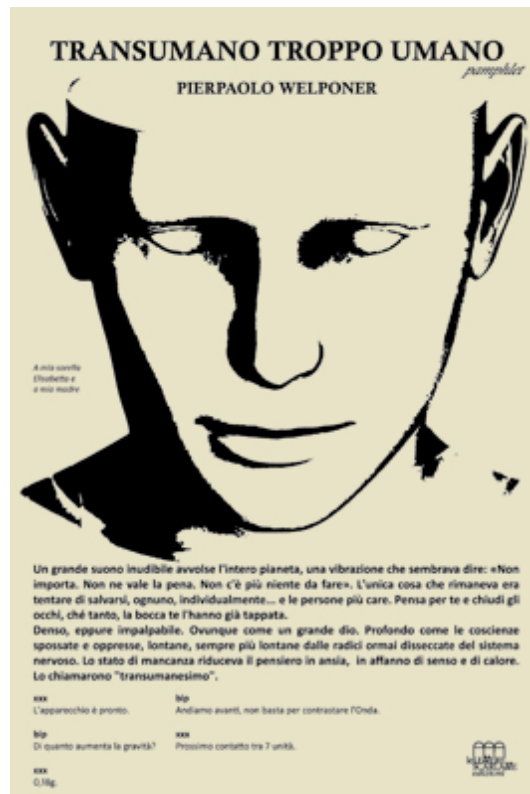 TRANSUMANO TROPPO UMANO
pamphlet
PIERPAOLO WELPONER
A mia sorella
Elisabetta e
a mia madre
Un grande suono inudibile avvolse l'intero pianeta, una vibrazione che sembrava dire: «Non
importa. Non ne vale la pena. Non c'è più niente da fare». L'unica cosa che rimaneva era
tentare di salvarsi, ognuno, individualmente... e le persone più care. Pensa per te e chiudi gli
occhi, ché tanto, la bocca te l'hanno già tappata.
Denso, eppure impalpabile. Ovunque come un grande dio. Profondo come le coscienze
spossate e oppresse, lontane, sempre più lontane dalle radici ormai disseccate del sistema
nervoso. Lo stato di mancanza riduceva il pensiero in ansia, in affanno di senso e di calore.
Lo chiamarono "transumanesimo".
xxx
L'apparecchio è pronto.
bip
Andiamo avanti, non basta per contrastare l'Onda.
bip
Di quanto aumenta la gravità?
xxx
Prossimo contatto tra 7 unità.
xxx
0,18g.
edizioni